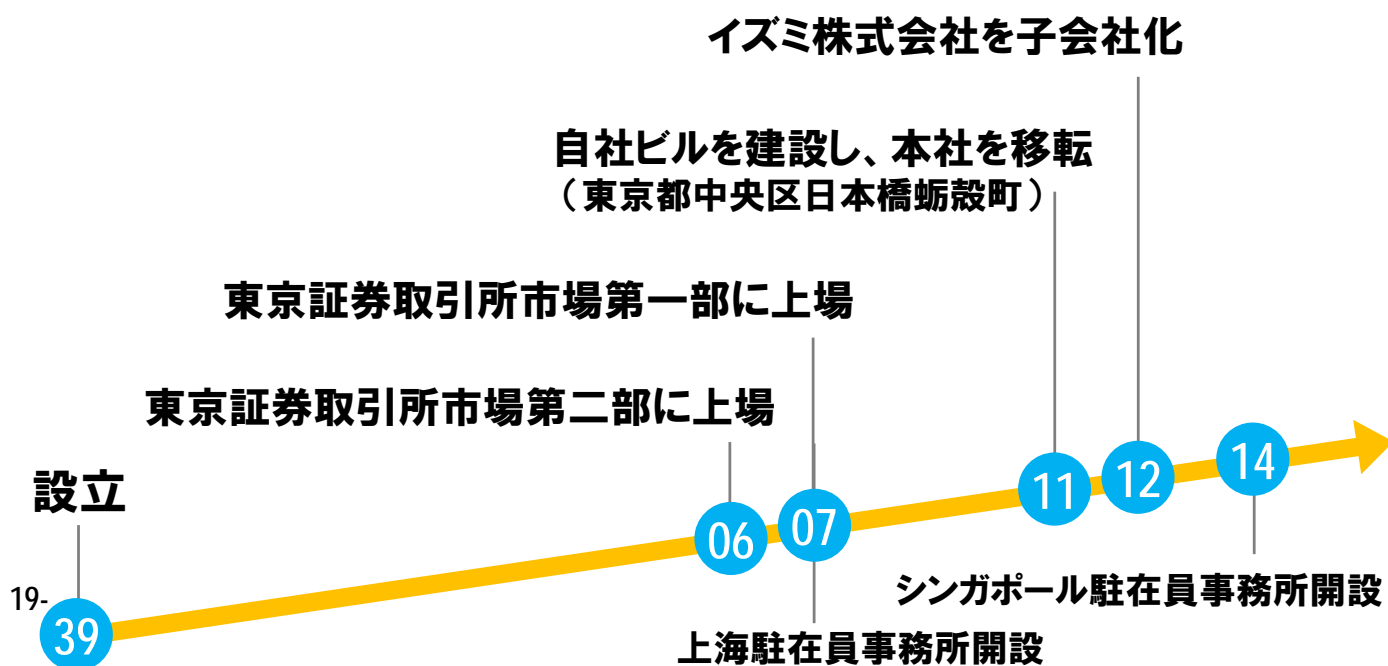 イズミ株式会社を子会社化
自社ビルを建設し、本社を移転
（東京都中央区日本橋蛎殻町）
東京証券取引所市場第一部に上場
東京証券取引所市場第二部に上場
設立
14
12
11
07
06
19-
39
シンガポール駐在員事務所開設
上海駐在員事務所開設